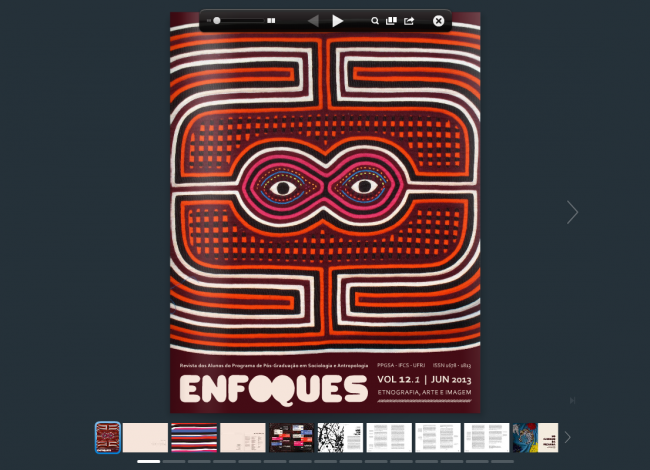 Revista dos Alunos do Programa de Pós-Graduação em Sociologia e Antropologia
PPGSA - IFCS - UFRJ ISSN 1678 - 1813
ENFOQUES
VOL 12.1 | JUN 2013
ETNOGRAFIA, ARTE E IMAGEM